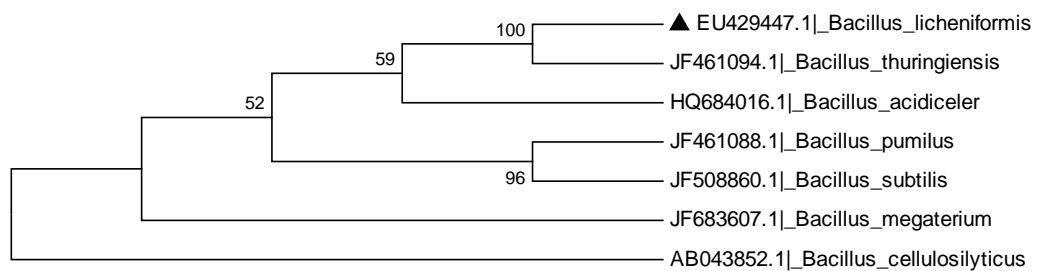 100
▲ EU429447.1|_Bacillus_licheniformis
59
JF461094.1|_Bacillus_thuringiensis
52
HQ684016.1|_Bacillus_acidiceler
JF461088.1|_Bacillus_pumilus
96
JF508860.1|_Bacillus_subtilis
JF683607.1|_Bacillus_megaterium
AB043852.1|_Bacillus_cellulosilyticus